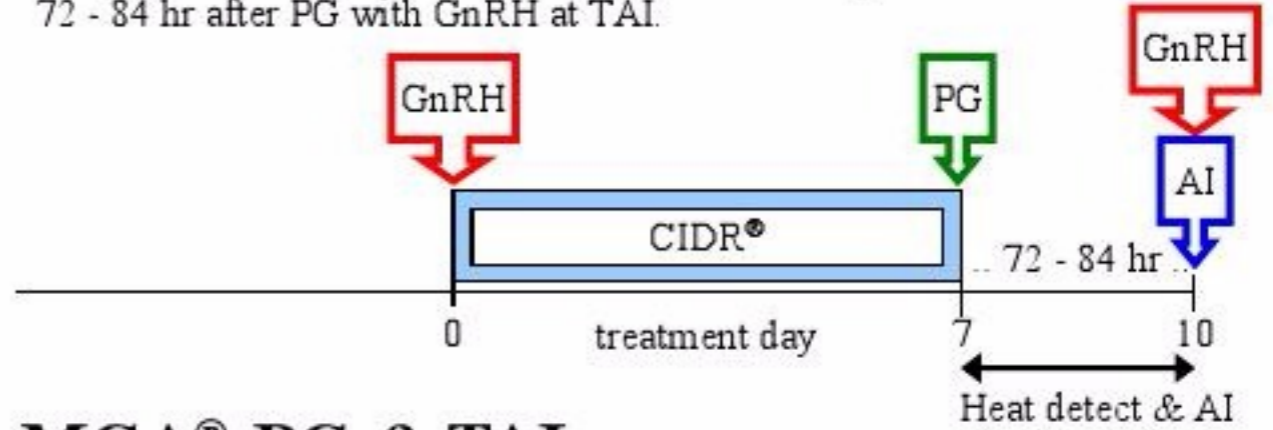 72 - 84 hr after PG with GnRH at TAI.
GnRH
PG
GnRH
AI
CIDR®
72 - 84 hr
0
treatment day
7
10
Heat detect & AI